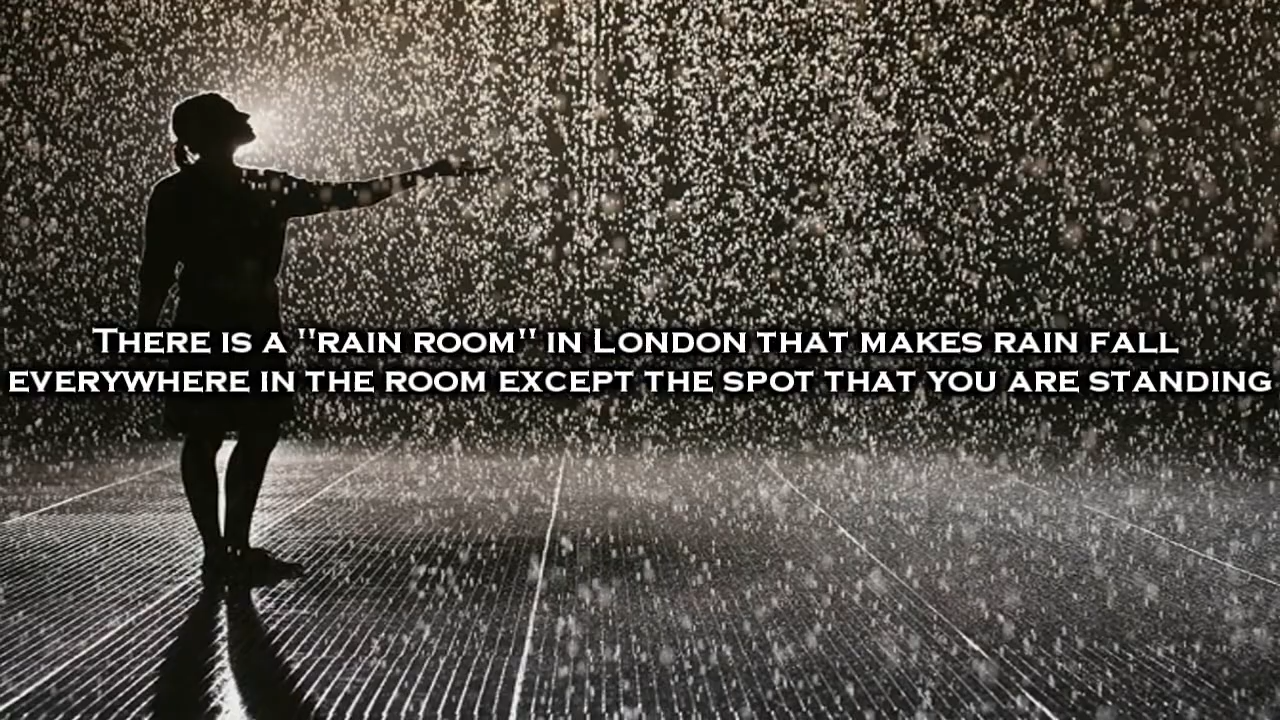 There is a "rain room" in London that makes rain fall
everywhere in the room except the spot that you are standing